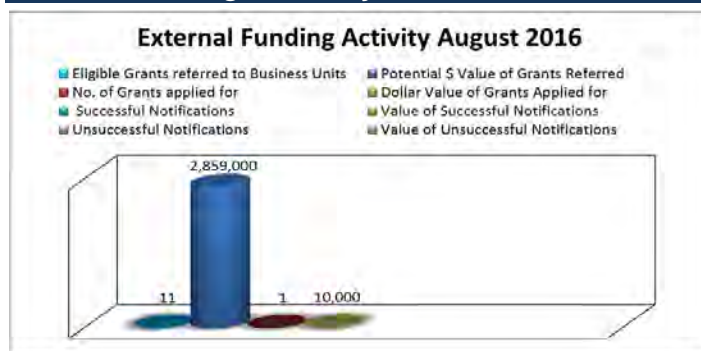 External Funding Activity August 2016
Eligible Grants referred to Business Units Potential $ Value of Grants Referred
No. of Grants applied for Dollar Value of Grants Applied for
Successful Notifications Value of Successful Notifications
Unsuccessful Notifications Value of Unsuccessful Notifications
2,859,000
11 1 10,000